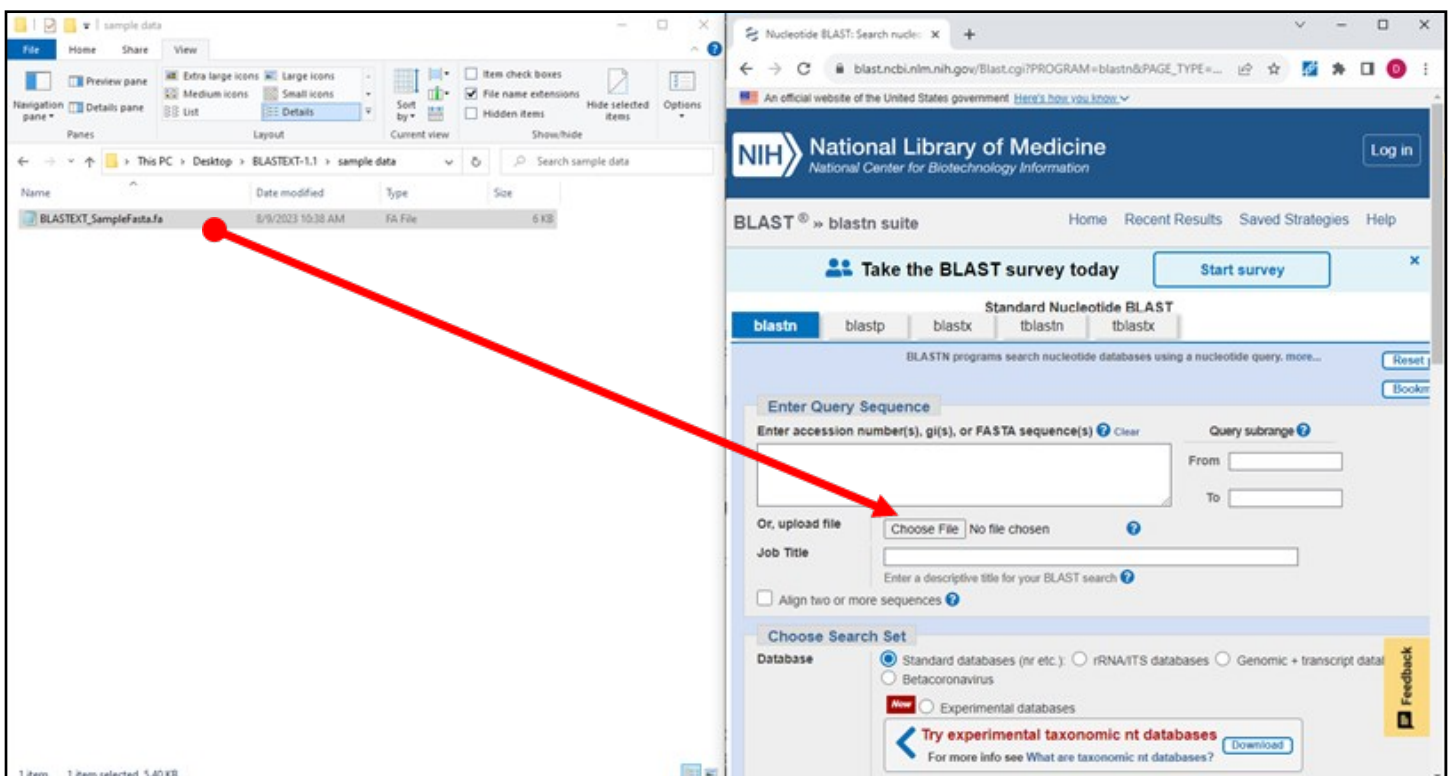 sample data
File Home Share View
Preview pane
Details pane
Navigation pane
Extra large icons Large icons
Medium icons Small icons
List Details
Sort by
Item check boxes
File name extensions
Hidden items
Hide selected items
Options
Panes Layout Current view Show/hide
This PC > Desktop > BLASTEXT-1.1 > sample data
Search sample data
Name Date modified Type Size
BLASTEXT_SampleFasta.fa 8/9/2023 10:38 AM FA File 6 KB
1 item 1 item selected 5.40 KB
Nucleotide BLAST: Search nucle
blast.ncbi.nlm.nih.gov/Blast.cgi?PROGRAM=blastn&PAGE_TYPE=...
D
An official website of the United States government Here's how you know
NIH National Library of Medicine
National Center for Biotechnology Information
Log in
BLAST ® » blastn suite Home Recent Results Saved Strategies Help
Take the BLAST survey today Start survey
Standard Nucleotide BLAST
blastn blastp blastx tblastn tblastx
BLASTN programs search nucleotide databases using a nucleotide query. more...
Reset
Enter Query Sequence
Enter accession number(s), gi(s), or FASTA sequence(s) Clear
Query subrange
From
To
Or, upload file Choose File No file chosen
Job Title
Enter a descriptive title for your BLAST search
Align two or more sequences
Choose Search Set
Database Standard databases (nr etc.): rRNA/ITS databases Genomic + transcript
Betacoronavirus
New Experimental databases
Try experimental taxonomic nt databases
For more info see What are taxonomic nt databases?
Download
Feedback